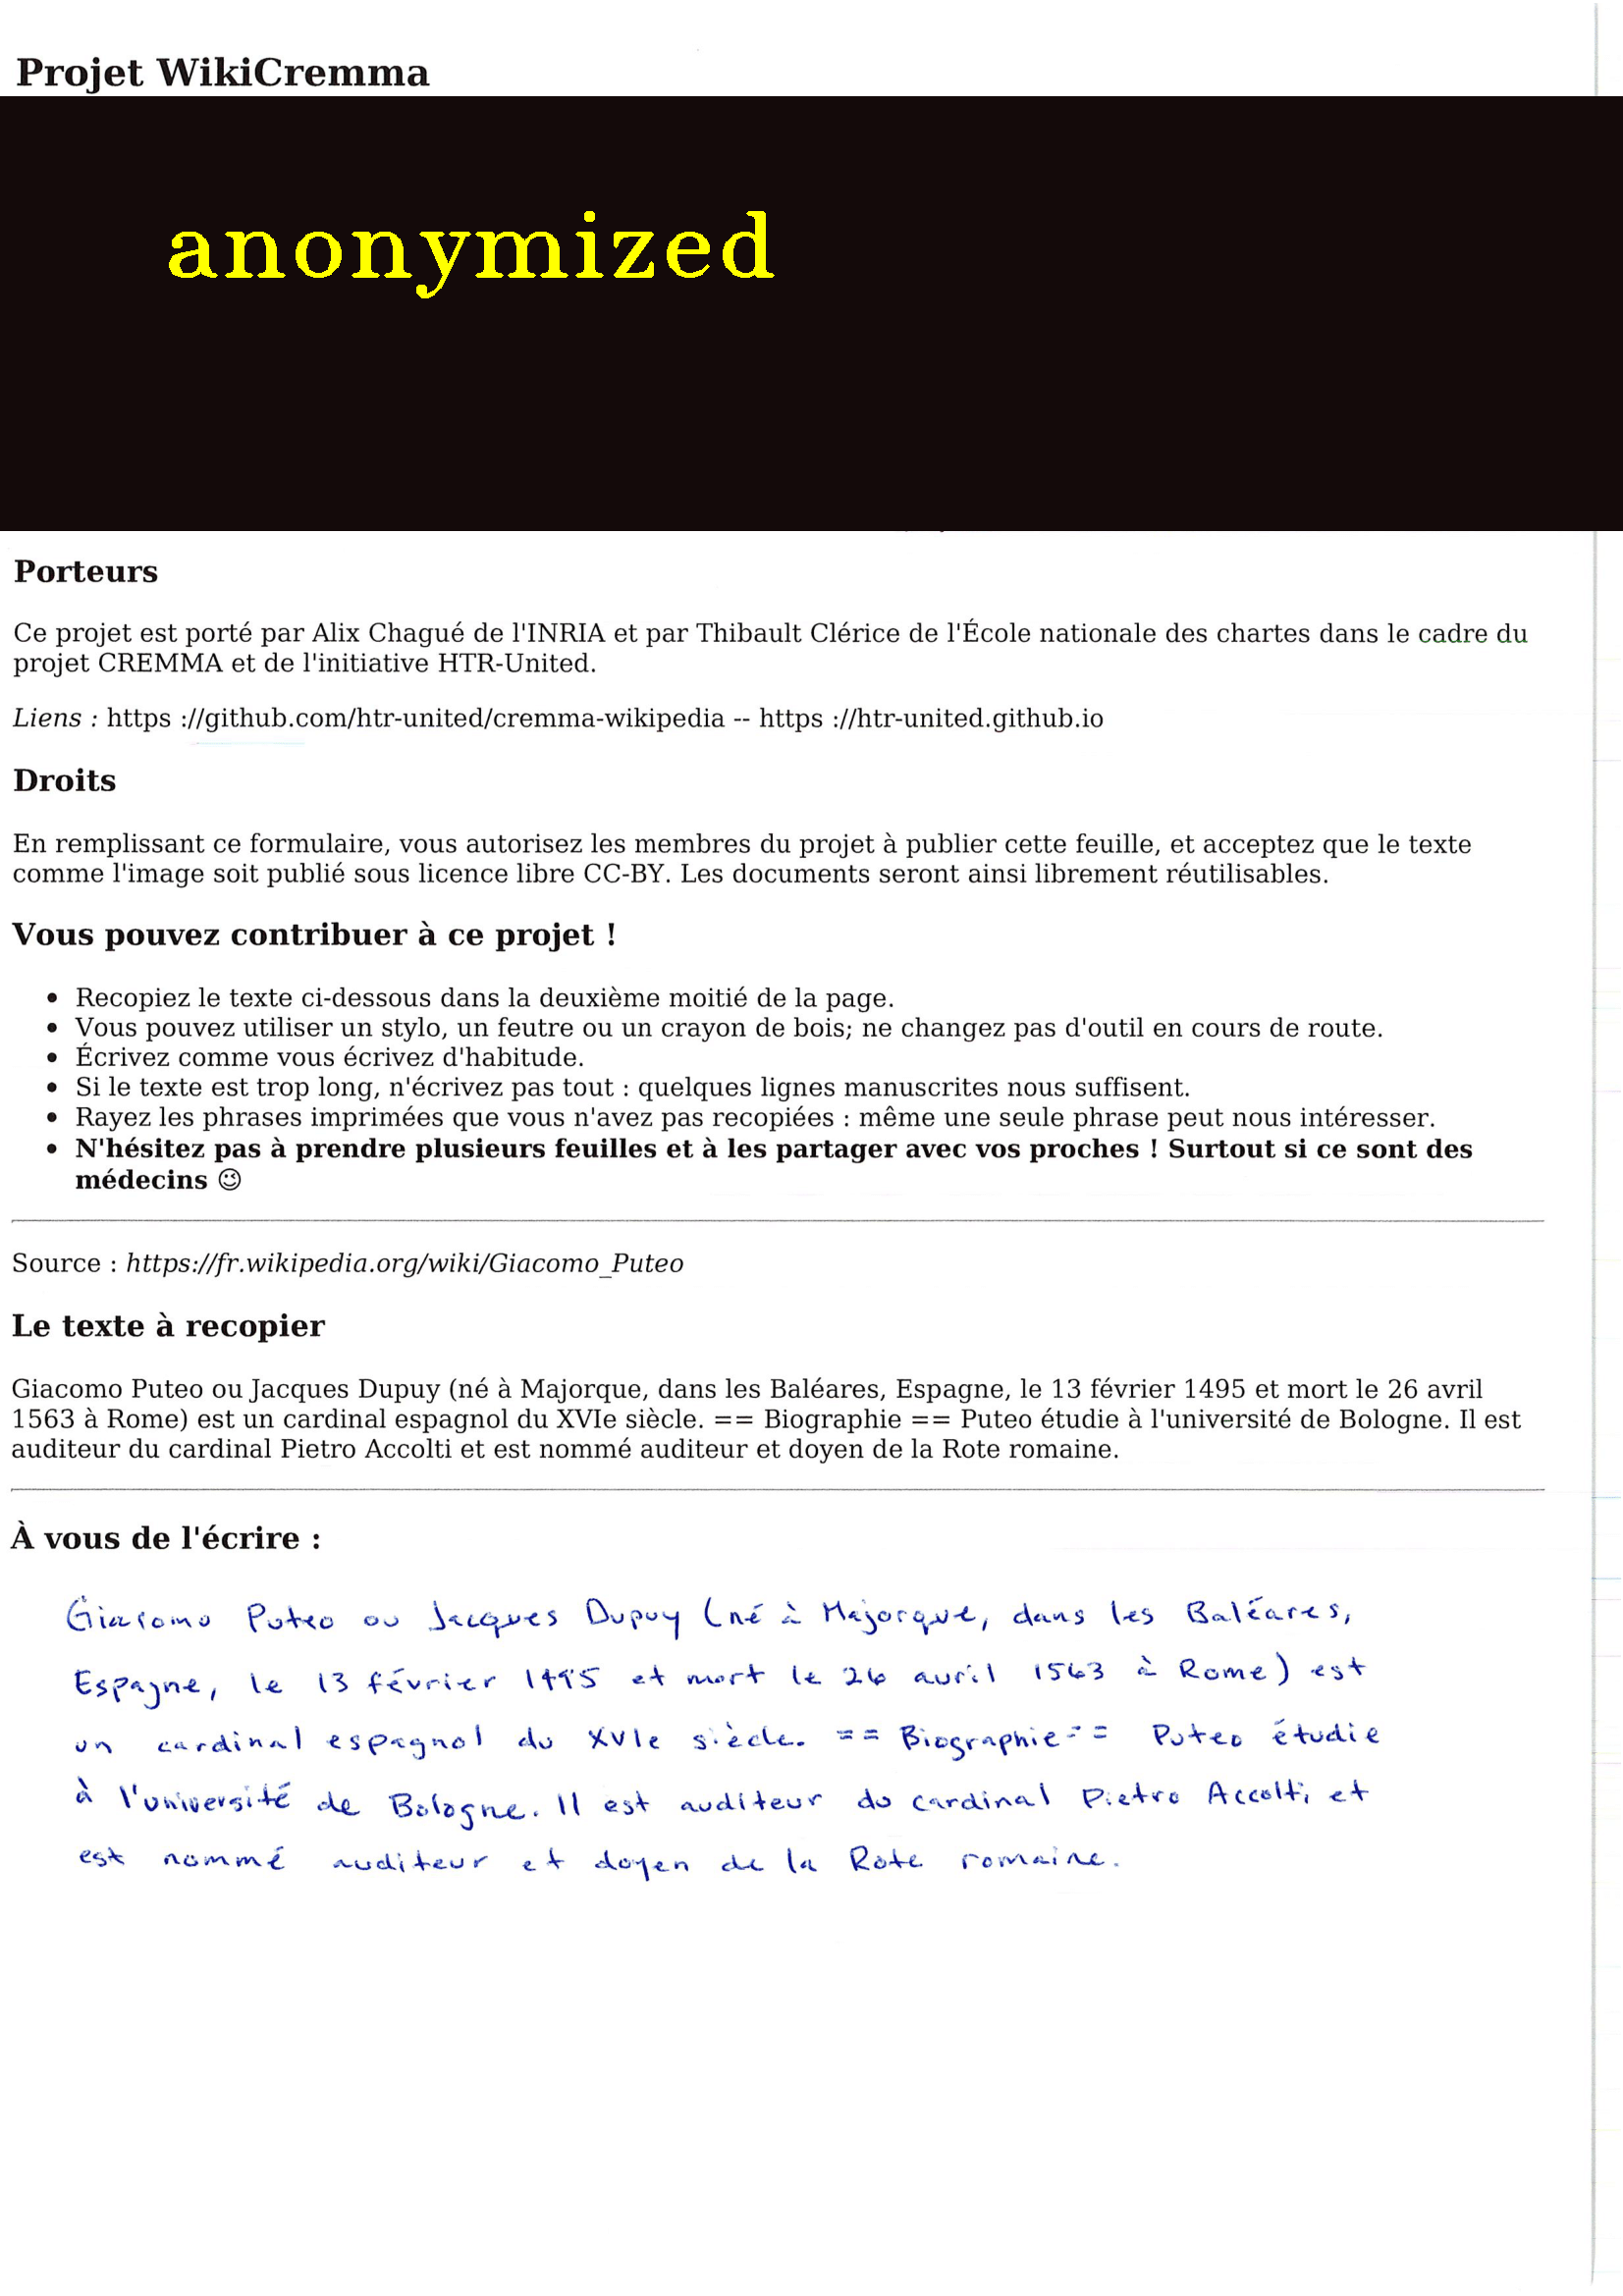 Projet WikiCremma
anonymized
Porteurs
Ce projet est porté par Alix Chagué de l'INRIA et par Thibault Clérice de l'École nationale des chartes dans le cadre du
projet CREMMA et de l'initiative HTR-United.
Liens : https ://github.com/htr-united/cremma-wikipedia -- https ://htr-united.github.io
Droits
En remplissant ce formulaire, vous autorisez les membres du projet à publier cette feuille, et acceptez que le texte
comme l'image soit publié sous licence libre CC-BY. Les documents seront ainsi librement réutilisables.
Vous pouvez contribuer à ce projet !
• Recopiez le texte ci-dessous dans la deuxième moitié de la page.
• Vous pouvez utiliser un stylo, un feutre ou un crayon de bois; ne changez pas d'outil en cours de route.
• Écrivez comme vous écrivez d'habitude.
• Si le texte est trop long, n'écrivez pas tout : quelques lignes manuscrites nous suffisent.
• Rayez les phrases imprimées que vous n'avez pas recopiées : même une seule phrase peut nous intéresser.
• N'hésitez pas à prendre plusieurs feuilles et à les partager avec vos proches ! Surtout si ce sont des
médecins 😉
Source : https://fr.wikipedia.org/wiki/Giacomo_Puteo
Le texte à recopier
Giacomo Puteo ou Jacques Dupuy (né à Majorque, dans les Baléares, Espagne, le 13 février 1495 et mort le 26 avril
1563 à Rome) est un cardinal espagnol du XVIe siècle. == Biographie == Puteo étudie à l'université de Bologne. Il est
auditeur du cardinal Pietro Accolti et est nommé auditeur et doyen de la Rote romaine.
À vous de l'écrire :
Giacomo Puteo ou Jacques Dupuy (né à Majorque, dans les Baléares,
Espagne, le 13 février 1495 et mort le 26 avril 1563 à Rome) est
un cardinal espagnol du XVIe siècle. == Biographie == Puteo étudie
à l'université de Bologne. Il est auditeur du cardinal Pietro Accolti et
est nommé auditeur et doyen de la Rote romaine.